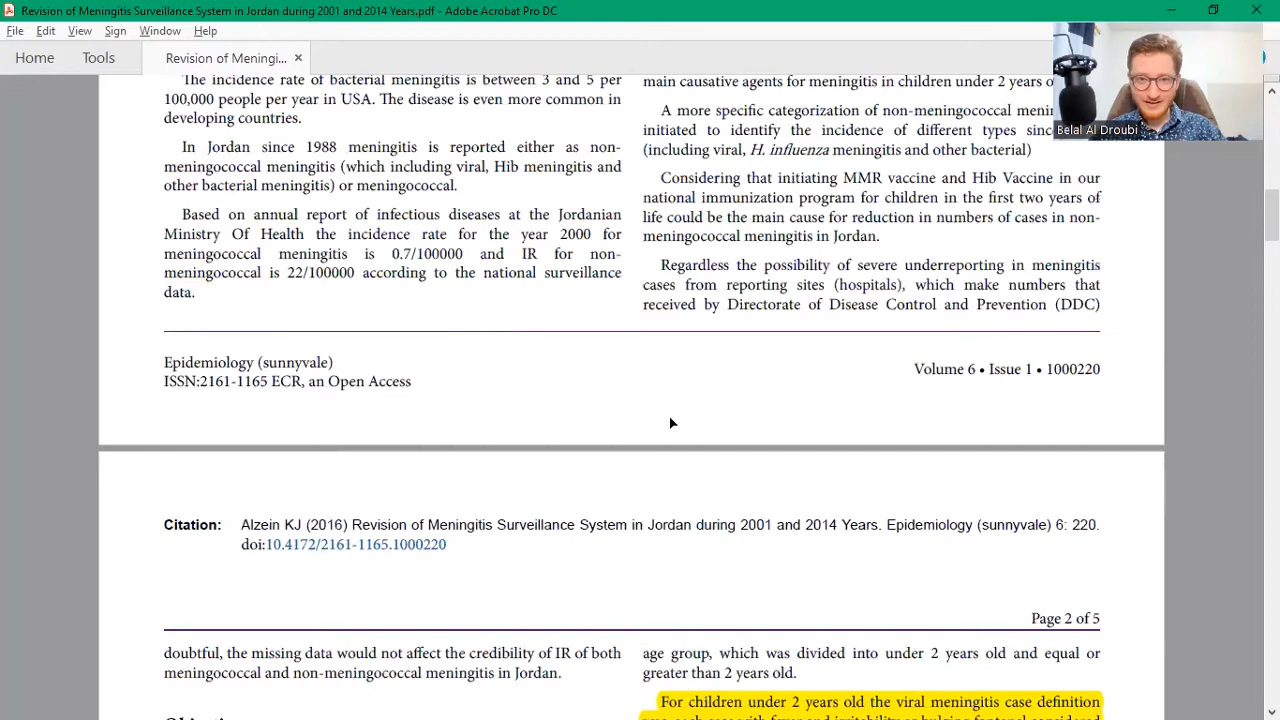 Revision of Meningitis Surveillance System in Jordan during 2001 and 2014 Years.pdf - Adobe Acrobat Pro DC
File Edit View Sign Window Help
Home Tools Revision of Meningi... ×
Belal Al Droubi
The incidence rate of bacterial meningitis is between 3 and 5 per
100,000 people per year in USA. The disease is even more common in
developing countries.
In Jordan since 1988 meningitis is reported either as non-
meningococcal meningitis (which including viral, Hib meningitis and
other bacterial meningitis) or meningococcal.
Based on annual report of infectious diseases at the Jordanian
Ministry Of Health the incidence rate for the year 2000 for
meningococcal meningitis is 0.7/100000 and IR for non-
meningococcal is 22/100000 according to the national surveillance
data.
main causative agents for meningitis in children under 2 years o
A more specific categorization of non-meningococcal meni
initiated to identify the incidence of different types sinc
(including viral, H. influenza meningitis and other bacterial)
Considering that initiating MMR vaccine and Hib Vaccine in our
national immunization program for children in the first two years of
life could be the main cause for reduction in numbers of cases in non-
meningococcal meningitis in Jordan.
Regardless the possibility of severe underreporting in meningitis
cases from reporting sites (hospitals), which make numbers that
received by Directorate of Disease Control and Prevention (DDC)
Epidemiology (sunnyvale)
ISSN:2161-1165 ECR, an Open Access
Volume 6 • Issue 1 • 1000220
Citation: Alzein KJ (2016) Revision of Meningitis Surveillance System in Jordan during 2001 and 2014 Years. Epidemiology (sunnyvale) 6: 220.
doi:10.4172/2161-1165.1000220
Page 2 of 5
doubtful, the missing data would not affect the credibility of IR of both
meningococcal and non-meningococcal meningitis in Jordan.
age group, which was divided into under 2 years old and equal or
greater than 2 years old.
For children under 2 years old the viral meningitis case definition